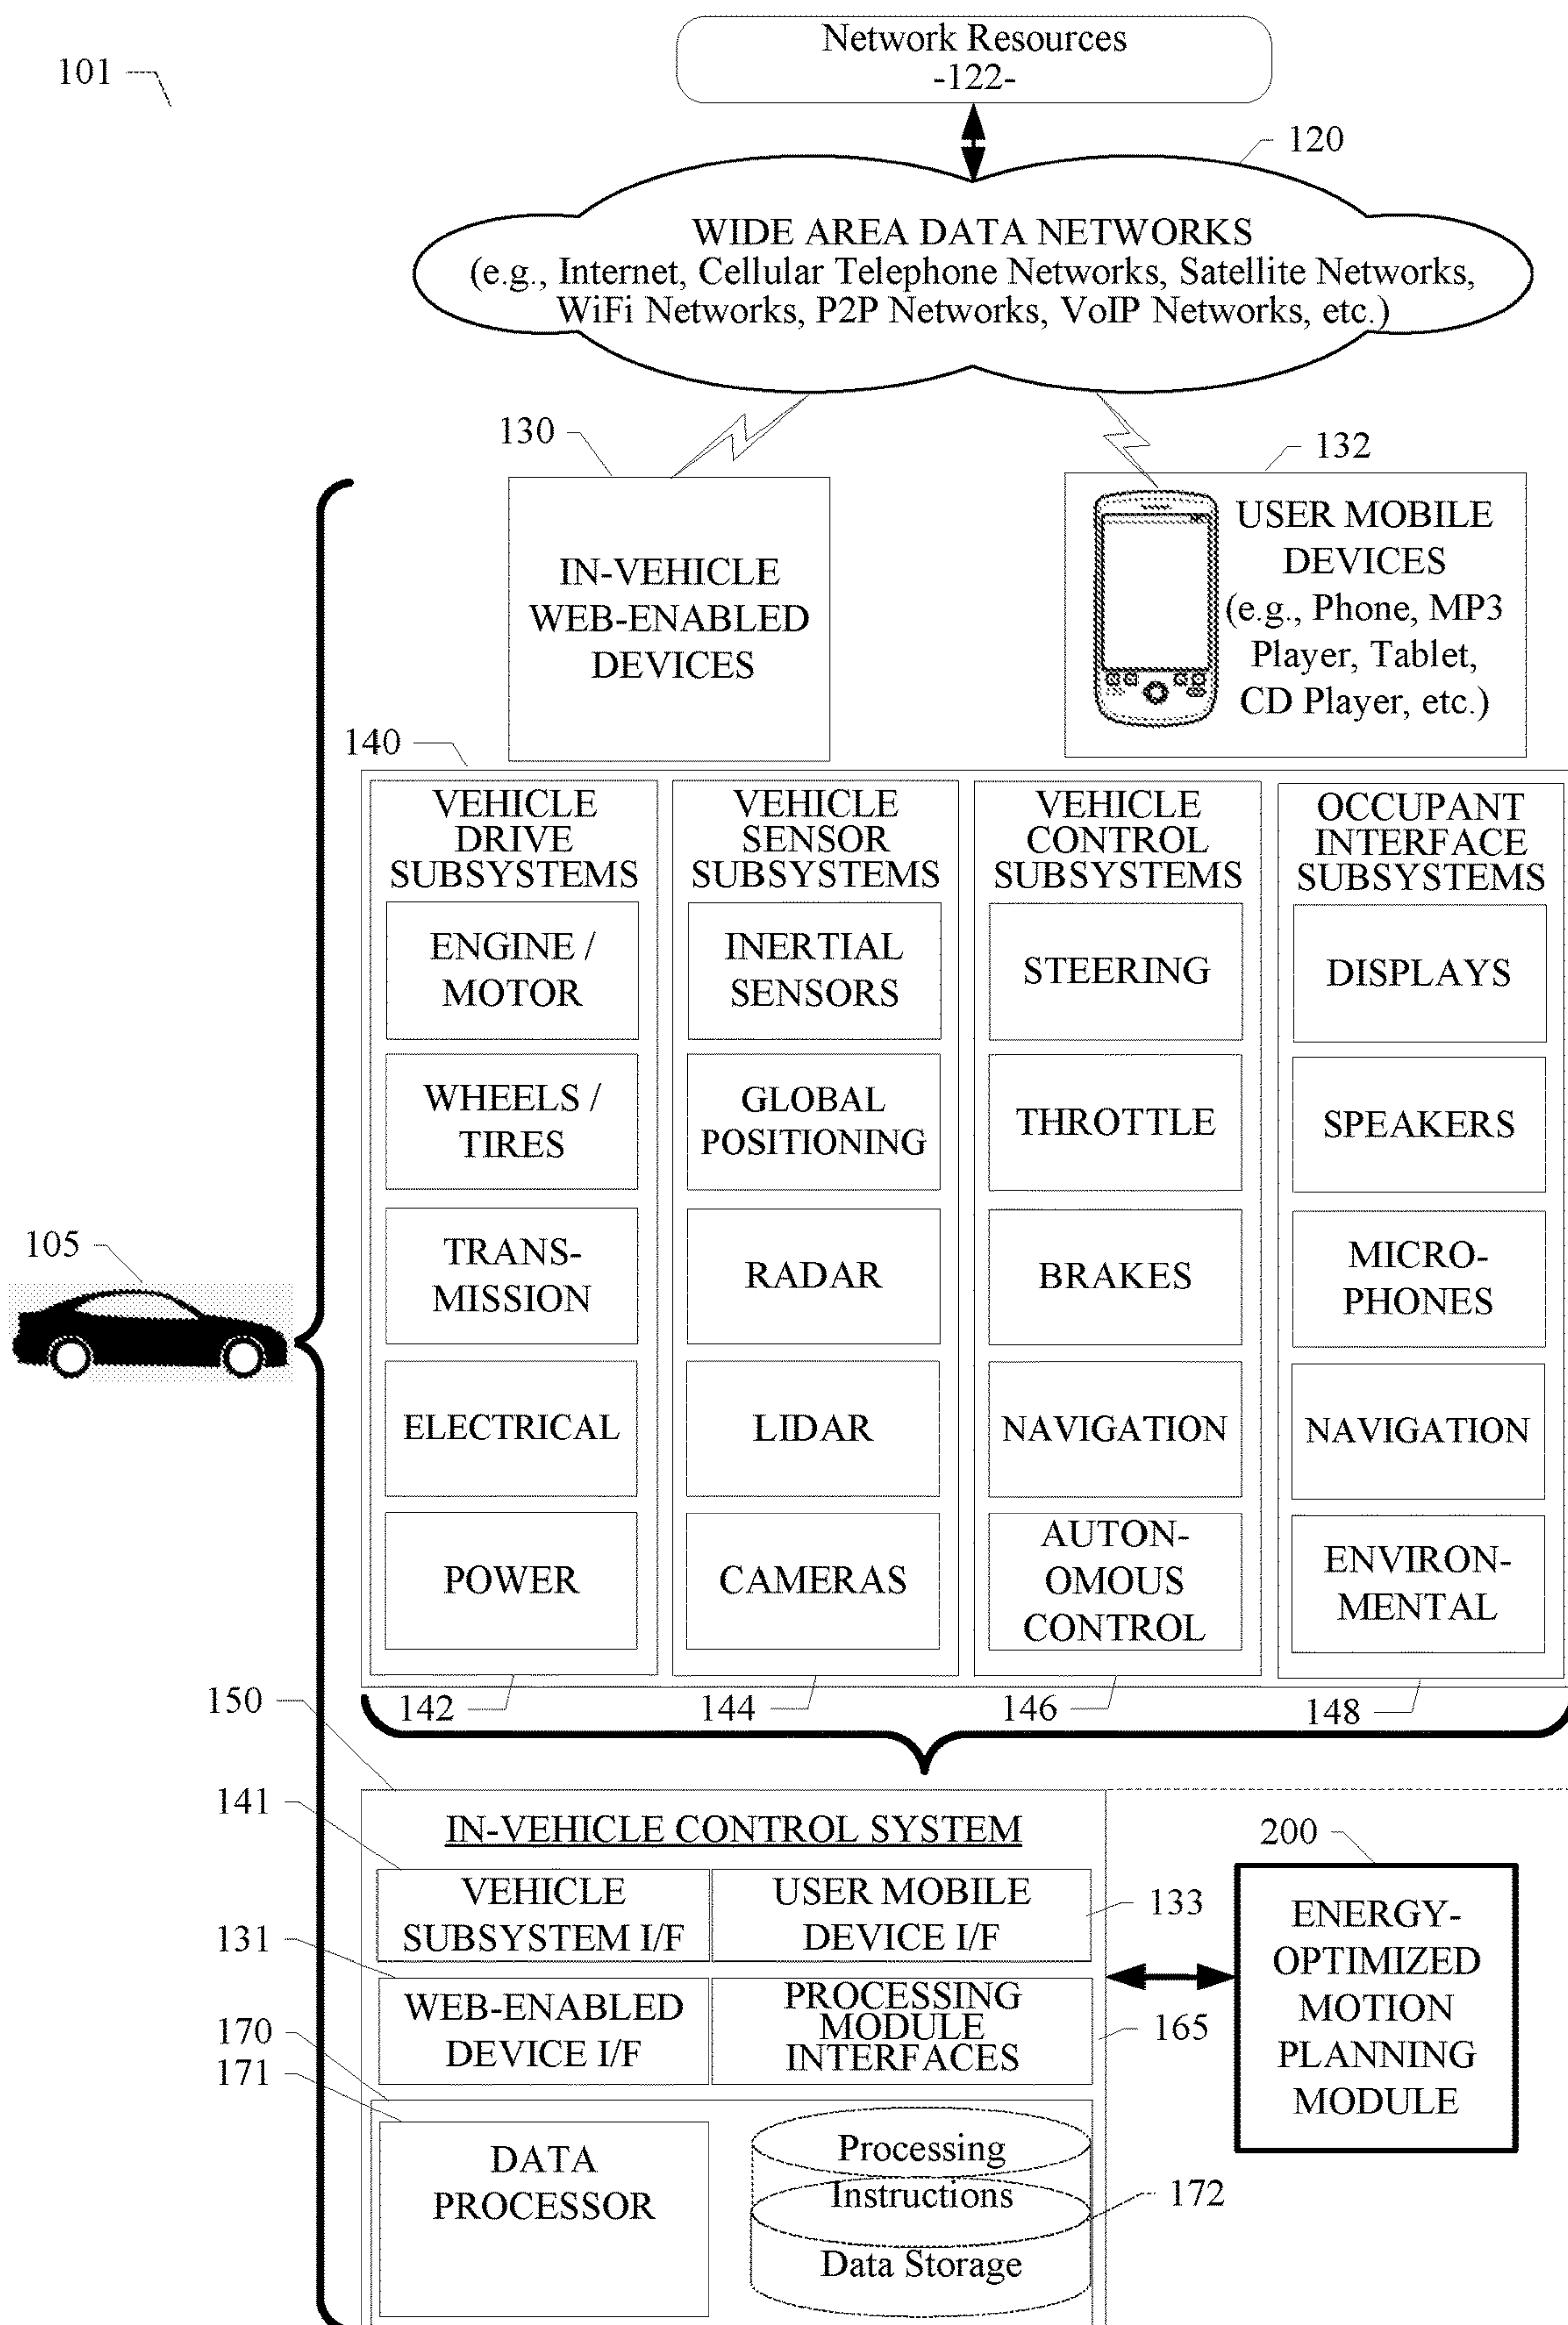 101
Network Resources
-122-
120
WIDE AREA DATA NETWORKS
(e.g., Internet, Cellular Telephone Networks, Satellite Networks,
WiFi Networks, P2P Networks, VoIP Networks, etc.)
130
132
IN-VEHICLE
WEB-ENABLED
DEVICES
USER MOBILE
DEVICES
(e.g., Phone, MP3
Player, Tablet,
CD Player, etc.)
140
VEHICLE
DRIVE
SUBSYSTEMS
ENGINE /
MOTOR
WHEELS /
TIRES
TRANS-
MISSION
ELECTRICAL
POWER
142
VEHICLE
SENSOR
SUBSYSTEMS
INERTIAL
SENSORS
GLOBAL
POSITIONING
RADAR
LIDAR
CAMERAS
144
VEHICLE
CONTROL
SUBSYSTEMS
STEERING
THROTTLE
BRAKES
NAVIGATION
AUTON-
OMOUS
CONTROL
146
OCCUPANT
INTERFACE
SUBSYSTEMS
DISPLAYS
SPEAKERS
MICRO-
PHONES
NAVIGATION
ENVIRON-
MENTAL
148
105
150
IN-VEHICLE CONTROL SYSTEM
141
VEHICLE
SUBSYSTEM I/F
USER MOBILE
DEVICE I/F
133
131
WEB-ENABLED
DEVICE I/F
PROCESSING
MODULE
INTERFACES
165
170
171
DATA
PROCESSOR
Processing
Instructions
Data Storage
172
200
ENERGY-
OPTIMIZED
MOTION
PLANNING
MODULE